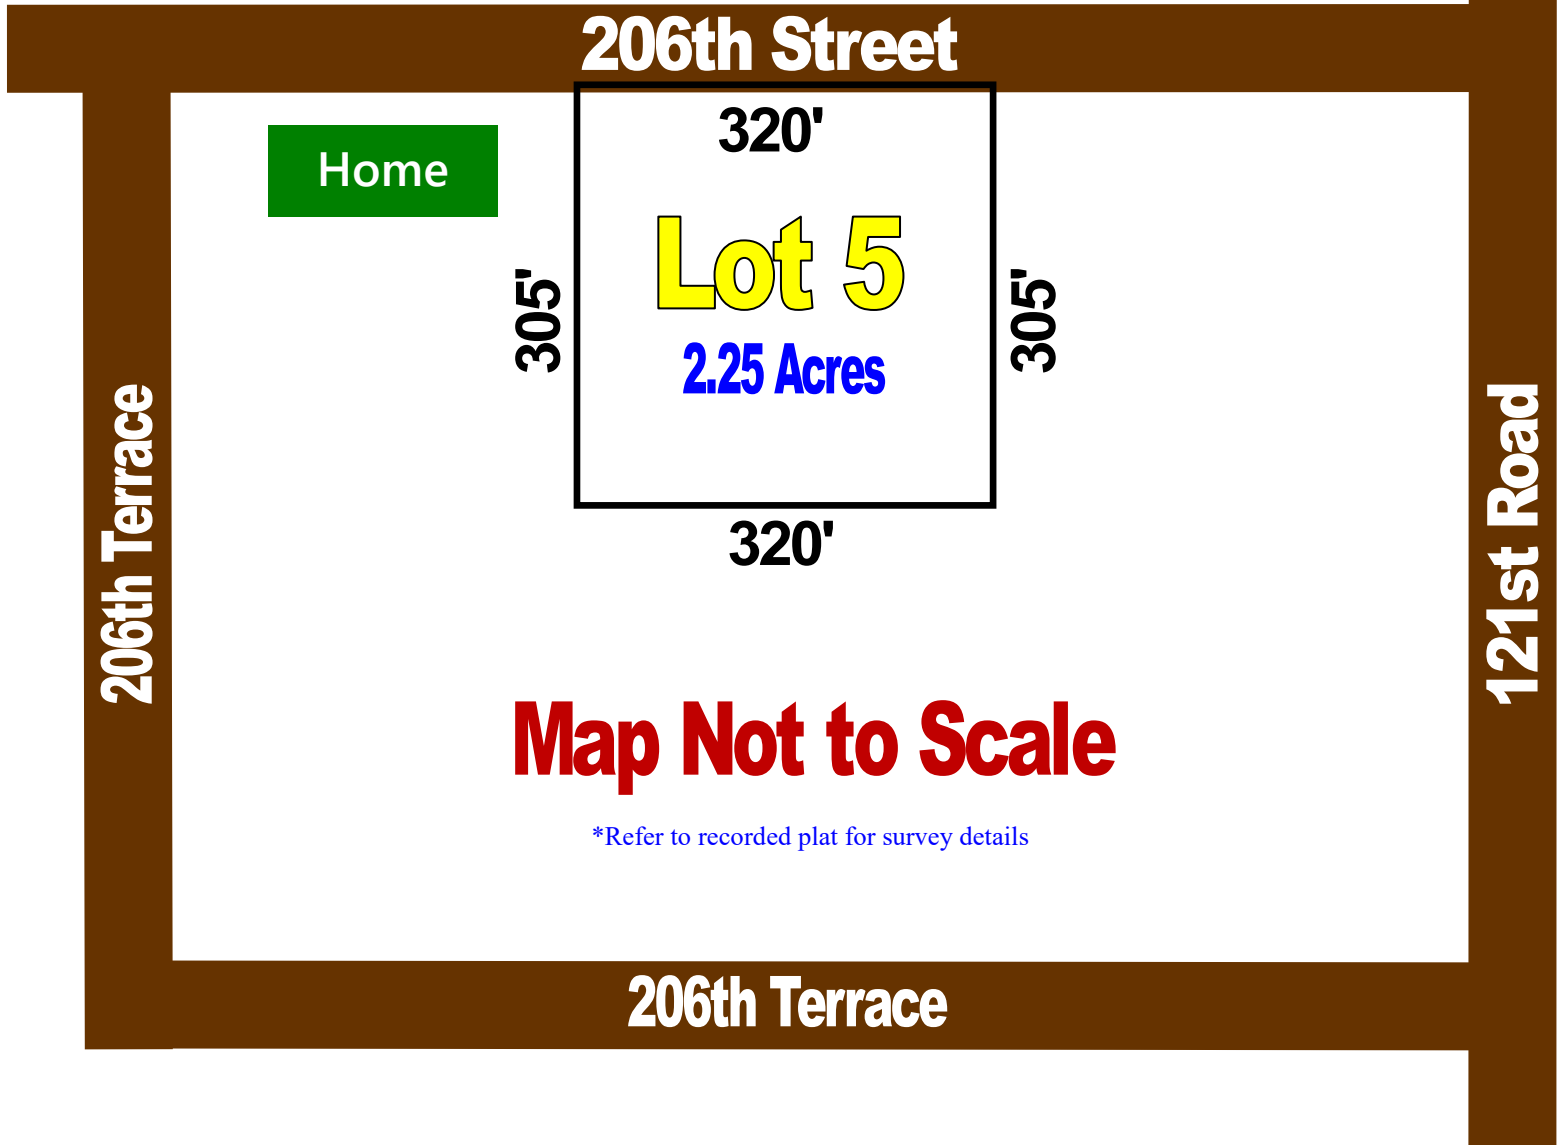 206th Street
320'
Home
Lot 5
305'
305'
2.25 Acres
206th Terrace
121st Road
320'
Map Not to Scale
*Refer to recorded plat for survey details
206th Terrace